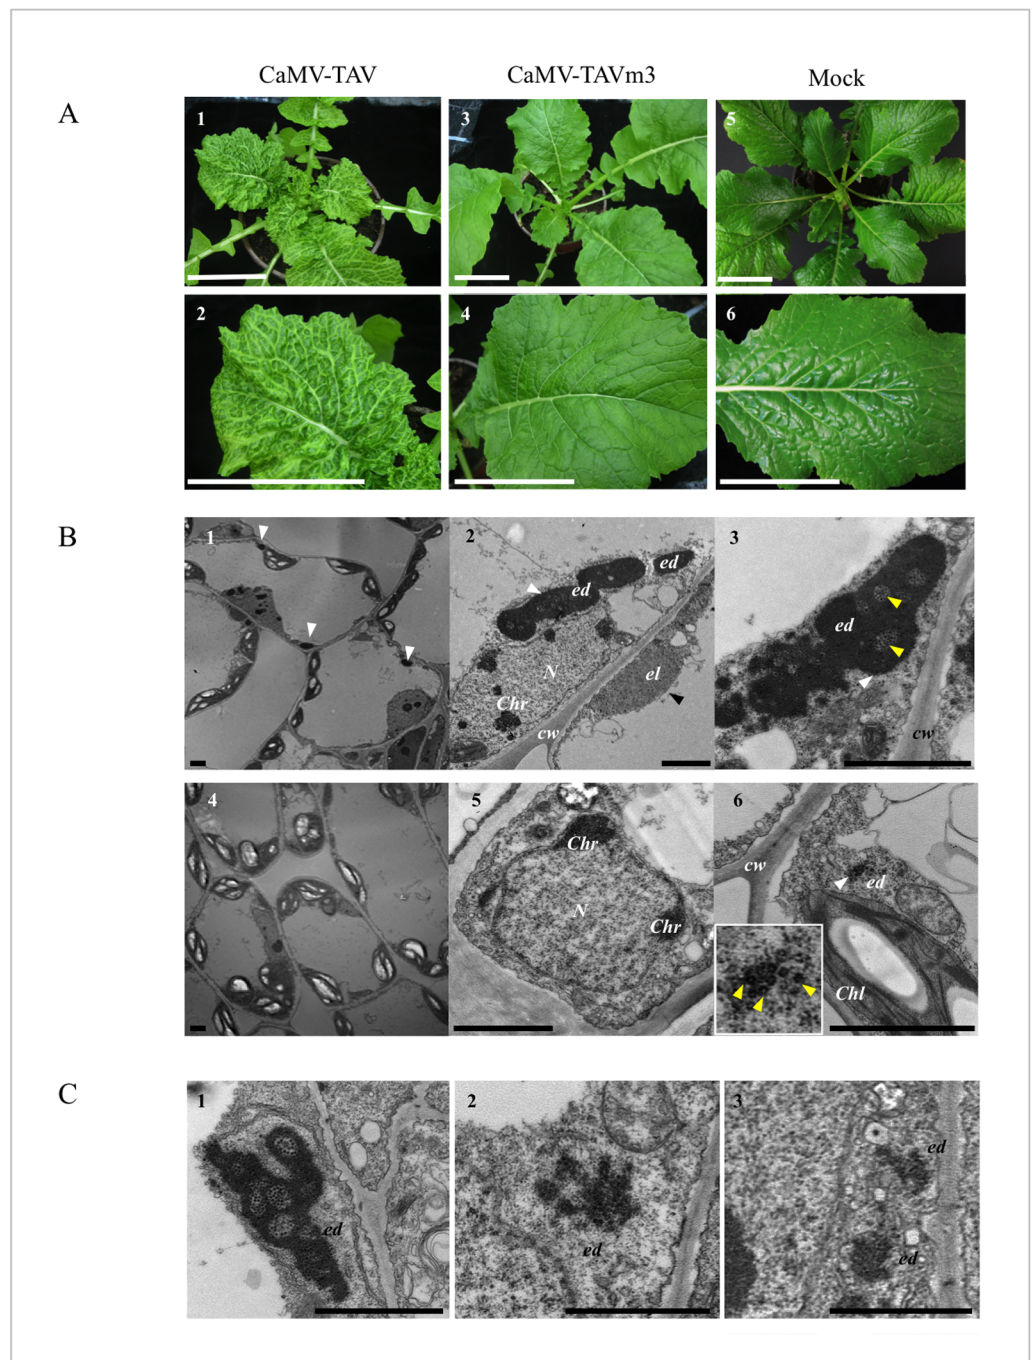 CaMV-TAV CaMV-TAVm3 Mock
A
1 3 5
2 4 6
B
1 2 3
ed
ed ed
N el
Chr
cw cw
4 5 6
Chr
cw ed
N
Chr
Chl
C
1 2 3
ed
ed
ed ed